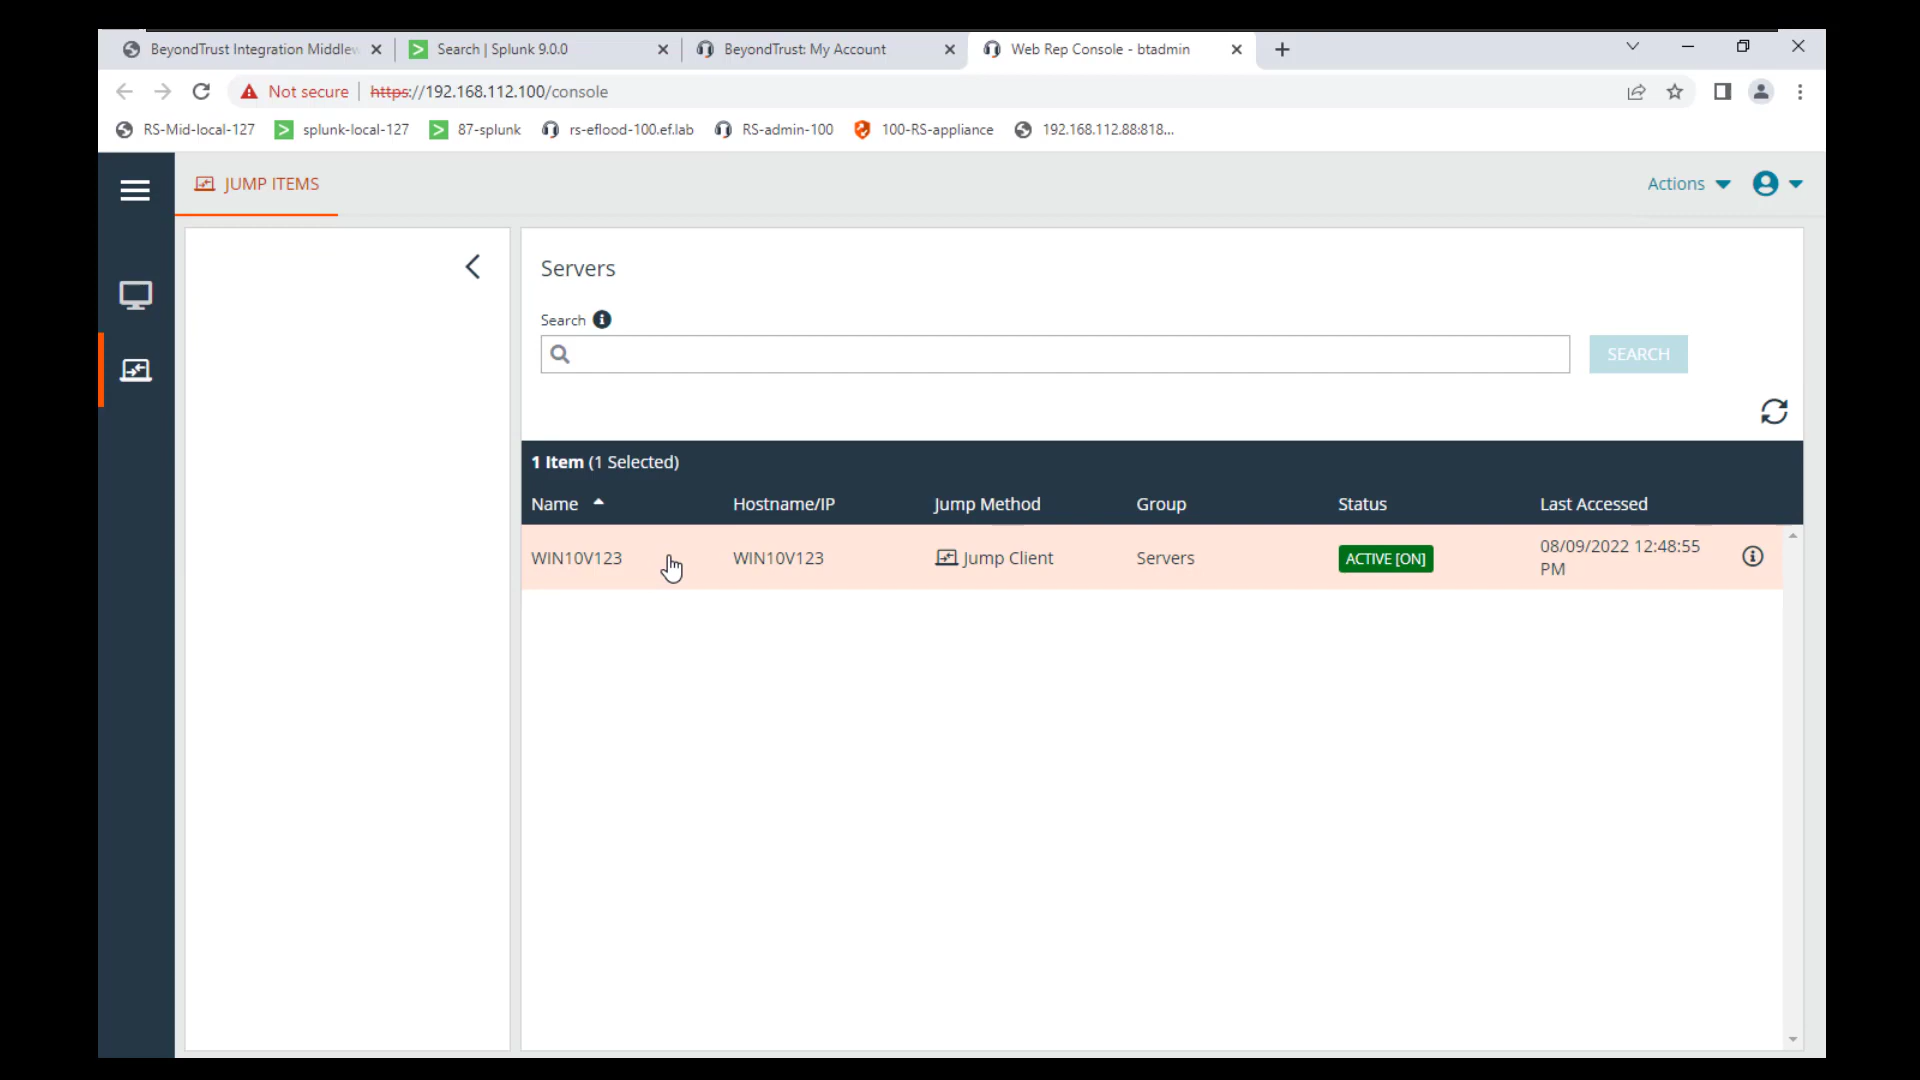 BeyondTrust Integration Middlew
Search | Splunk 9.0.0
BeyondTrust: My Account
Web Rep Console - btadmin
Not secure
https://192.168.112.100/console
RS-Mid-local-127
splunk-local-127
87-splunk
rs-eflood-100.ef.lab
RS-admin-100
100-RS-appliance
192.168.112.88:818...
JUMP ITEMS
Actions
Servers
Search
SEARCH
1 Item (1 Selected)
Name Hostname/IP Jump Method Group Status Last Accessed
WIN10V123 WIN10V123 Jump Client Servers ACTIVE [ON] 08/09/2022 12:48:55
PM